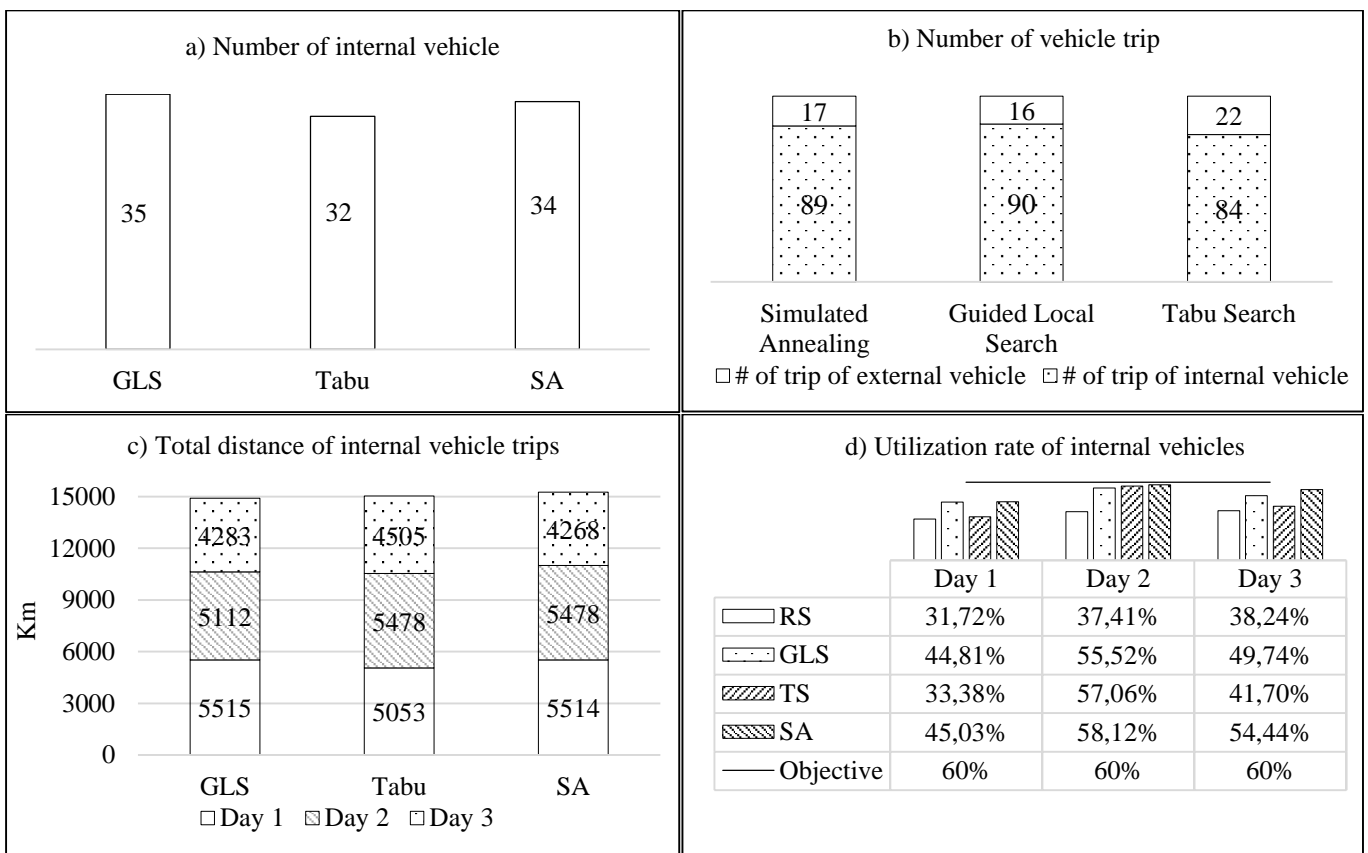 a) Number of internal vehicle
35
32
34
GLS Tabu SA
b) Number of vehicle trip
17 16 22
89 90 84
Simulated Annealing
Guided Local Search
Tabu Search
# of trip of external vehicle # of trip of internal vehicle
c) Total distance of internal vehicle trips
Km
15000
12000
9000
6000
3000
0
4283 4505 4268
5112 5478 5478
5515 5053 5514
GLS Tabu SA
Day 1 Day 2 Day 3
d) Utilization rate of internal vehicles
Day 1 Day 2 Day 3
RS 31,72% 37,41% 38,24%
GLS 44,81% 55,52% 49,74%
TS 33,38% 57,06% 41,70%
SA 45,03% 58,12% 54,44%
Objective 60% 60% 60%